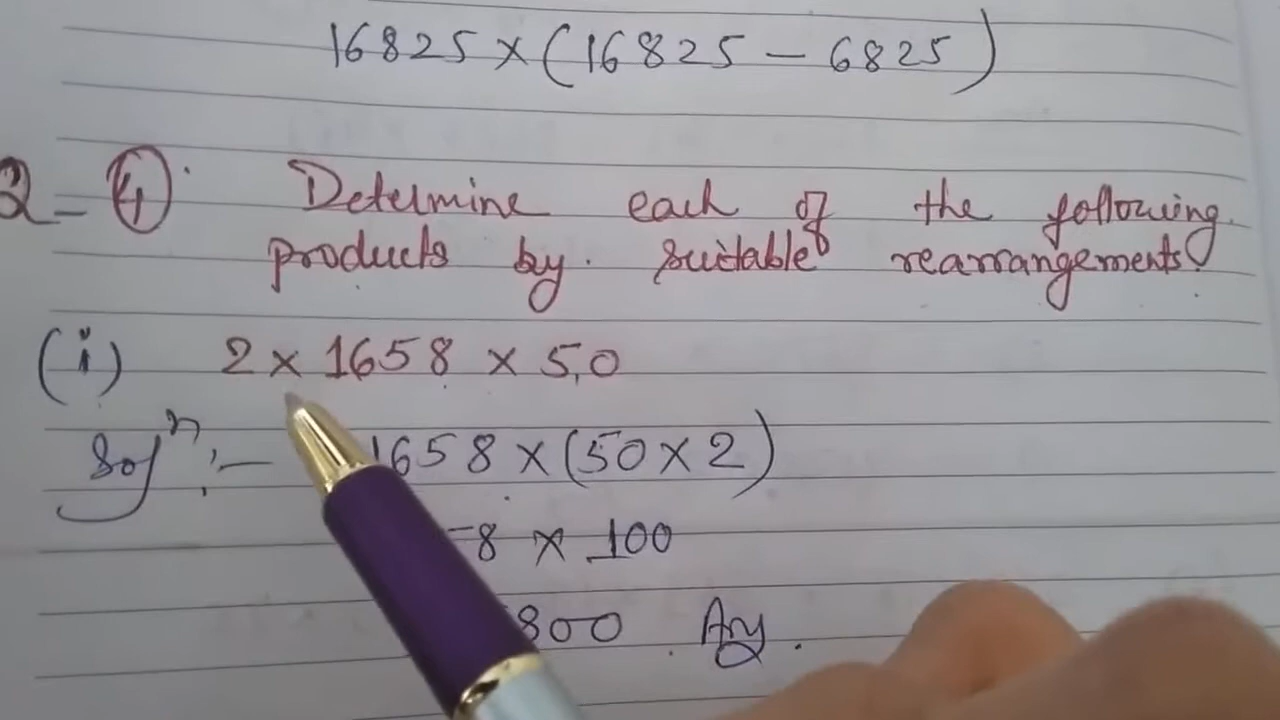 16825 × (16825 - 6825)
Q- 4. Determine each of the following
products by suitable rearrangements.
(i) 2 × 1658 × 50
Solⁿ :- 1658 × (50 × 2)
8 × 100
800 Ans.